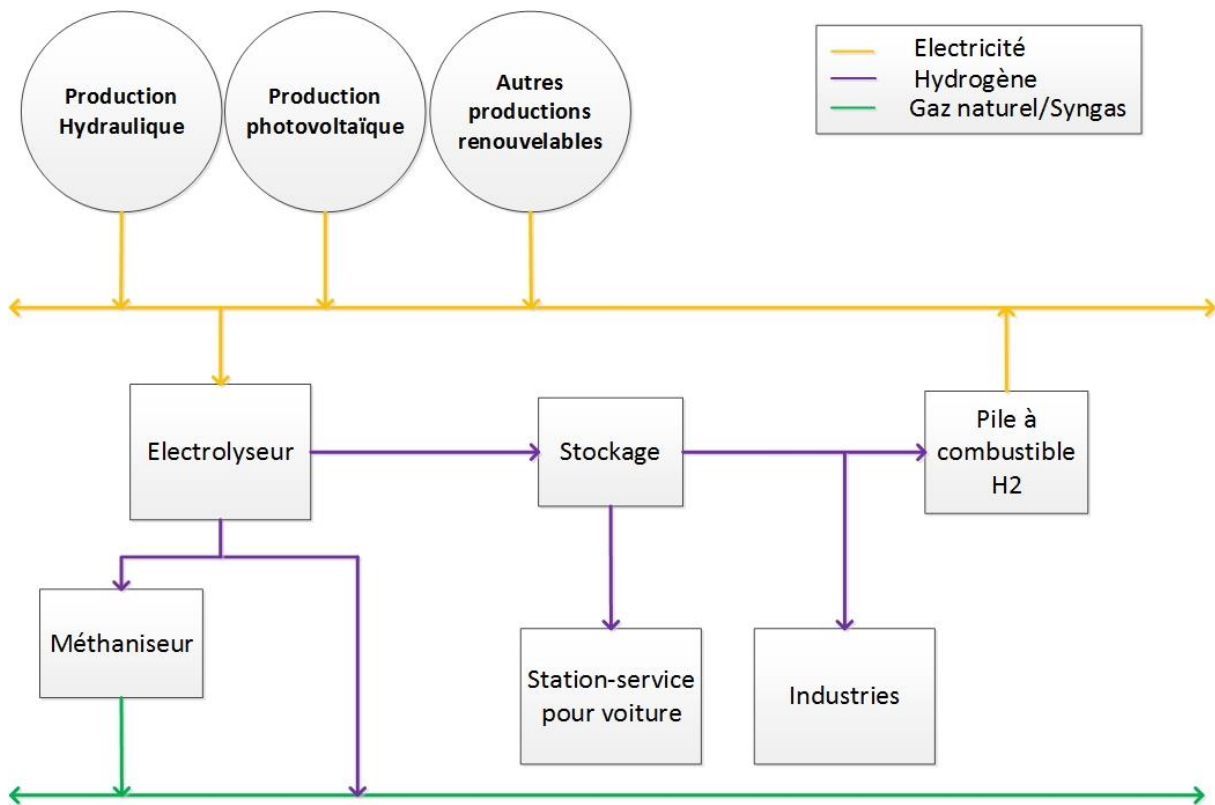 Production
Hydraulique
Production
photovoltaïque
Autres
productions
renouvelables
Electricité
Hydrogène
Gaz naturel/Syngas
Electrolyseur
Stockage
Pile à
combustible
H2
Méthaniseur
Station-service
pour voiture
Industries